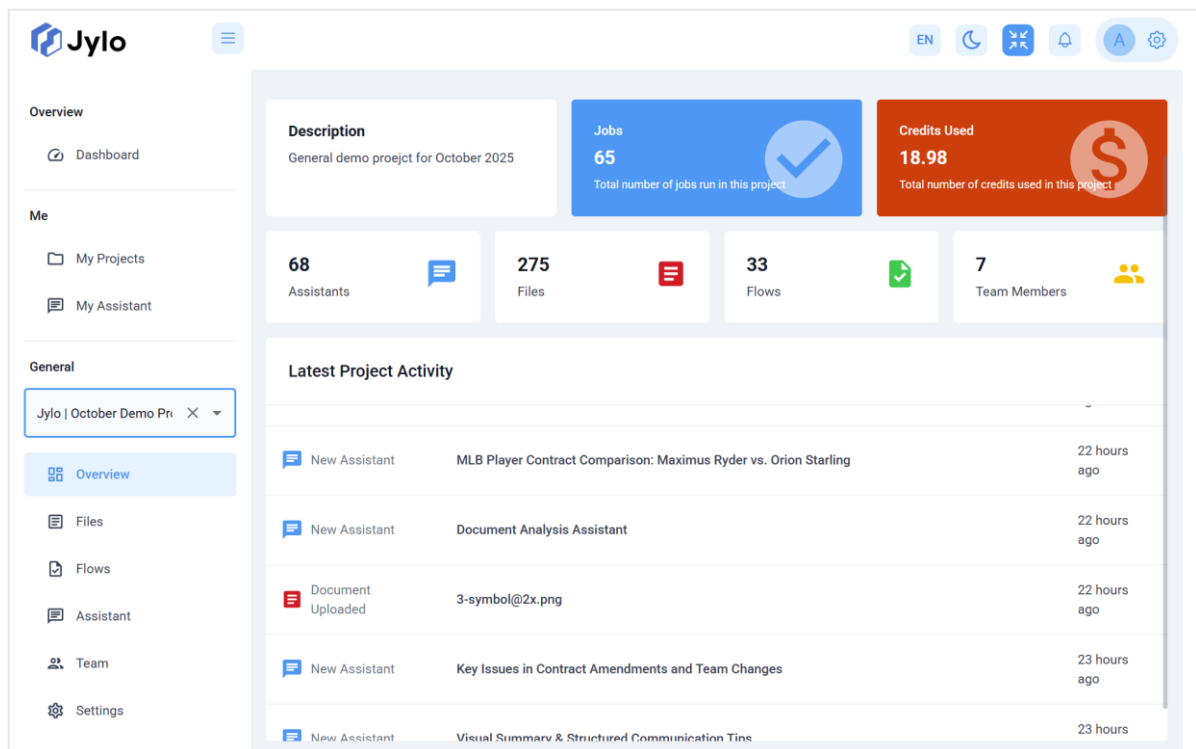 Jylo
EN
A
Overview
Dashboard
Me
My Projects
My Assistant
General
Jylo | October Demo Pr
Overview
Files
Flows
Assistant
Team
Settings
Description
General demo proejct for October 2025
Jobs
65
Total number of jobs run in this project
Credits Used
18.98
Total number of credits used in this project
68
Assistants
275
Files
33
Flows
7
Team Members
Latest Project Activity
New Assistant
MLB Player Contract Comparison: Maximus Ryder vs. Orion Starling
22 hours
ago
New Assistant
Document Analysis Assistant
22 hours
ago
Document
Uploaded
3-symbol@2x.png
22 hours
ago
New Assistant
Key Issues in Contract Amendments and Team Changes
23 hours
ago
New Assistant
Visual Summary & Structured Communication Tips
23 hours